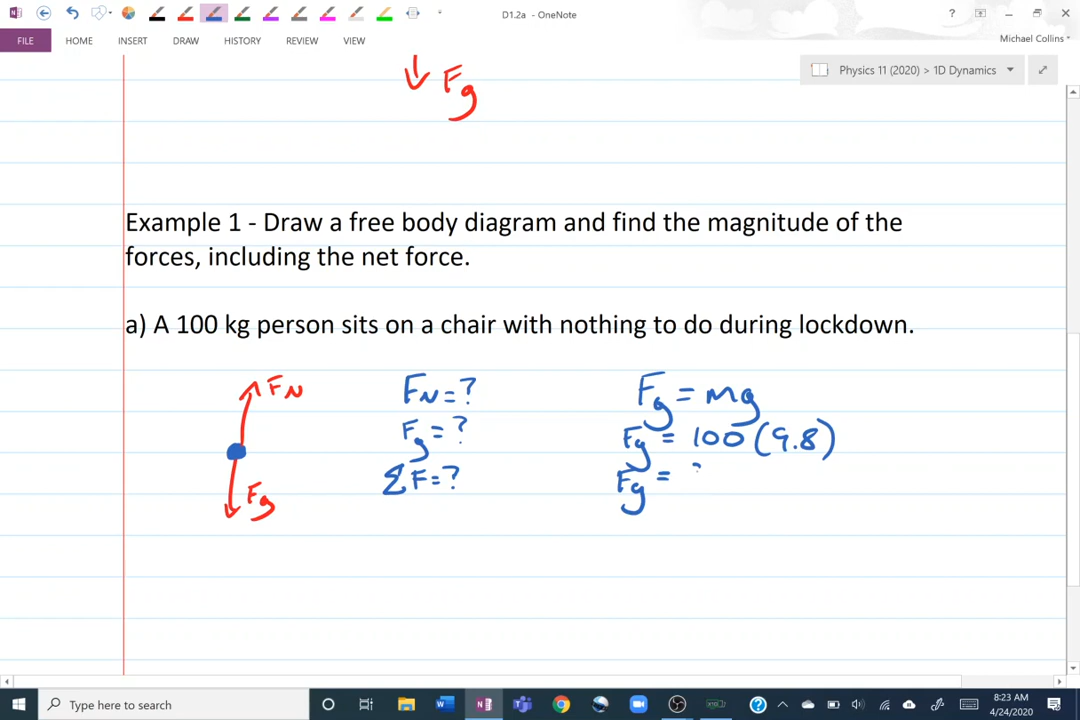 D1.2a - OneNote
FILE HOME INSERT DRAW HISTORY REVIEW VIEW
Michael Collins
Physics 11 (2020) > 1D Dynamics
Fg
Example 1 - Draw a free body diagram and find the magnitude of the
forces, including the net force.
a) A 100 kg person sits on a chair with nothing to do during lockdown.
FN
Fg
FN = ?
Fg = ?
ΣF = ?
Fg = mg
Fg = 100 (9.8)
Fg =
Type here to search
8:23 AM
4/24/2020